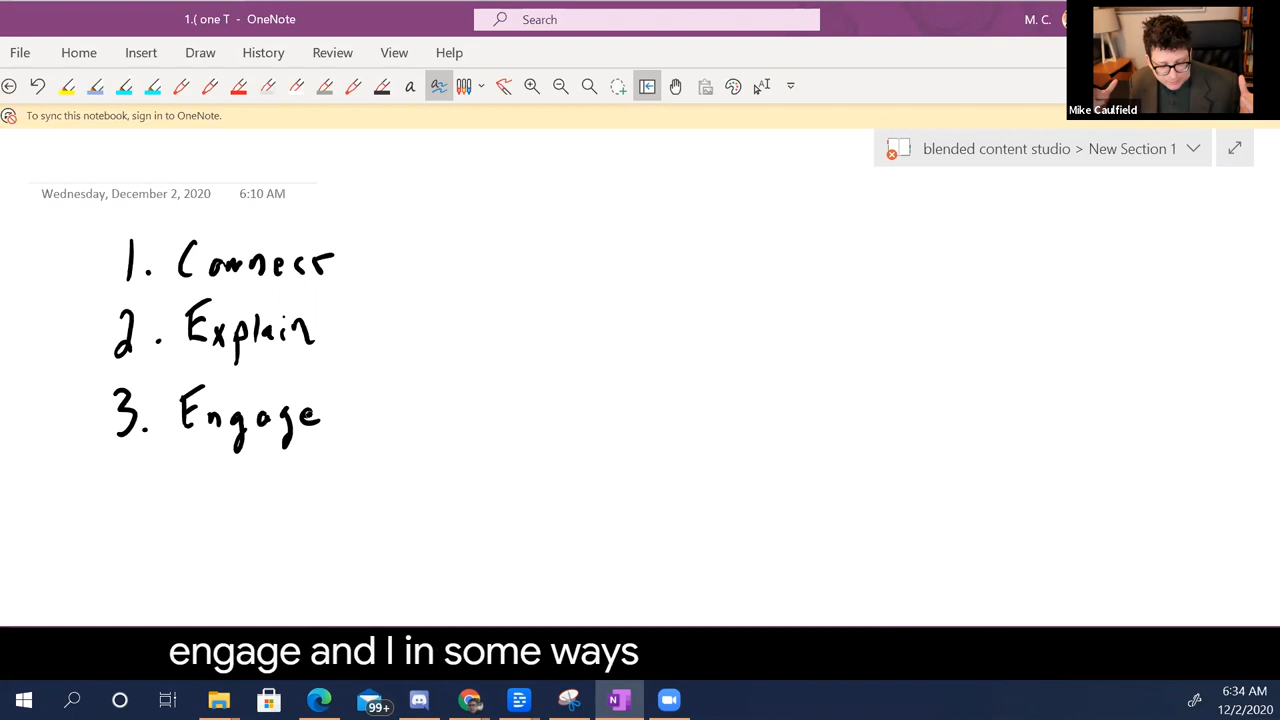 1.( one T - OneNote
Search
M. C.
File Home Insert Draw History Review View Help
To sync this notebook, sign in to OneNote.
Mike Caulfield
blended content studio > New Section 1
Wednesday, December 2, 2020 6:10 AM
1. Connect
2. Explain
3. Engage
engage and I in some ways
99+
6:34 AM
12/2/2020